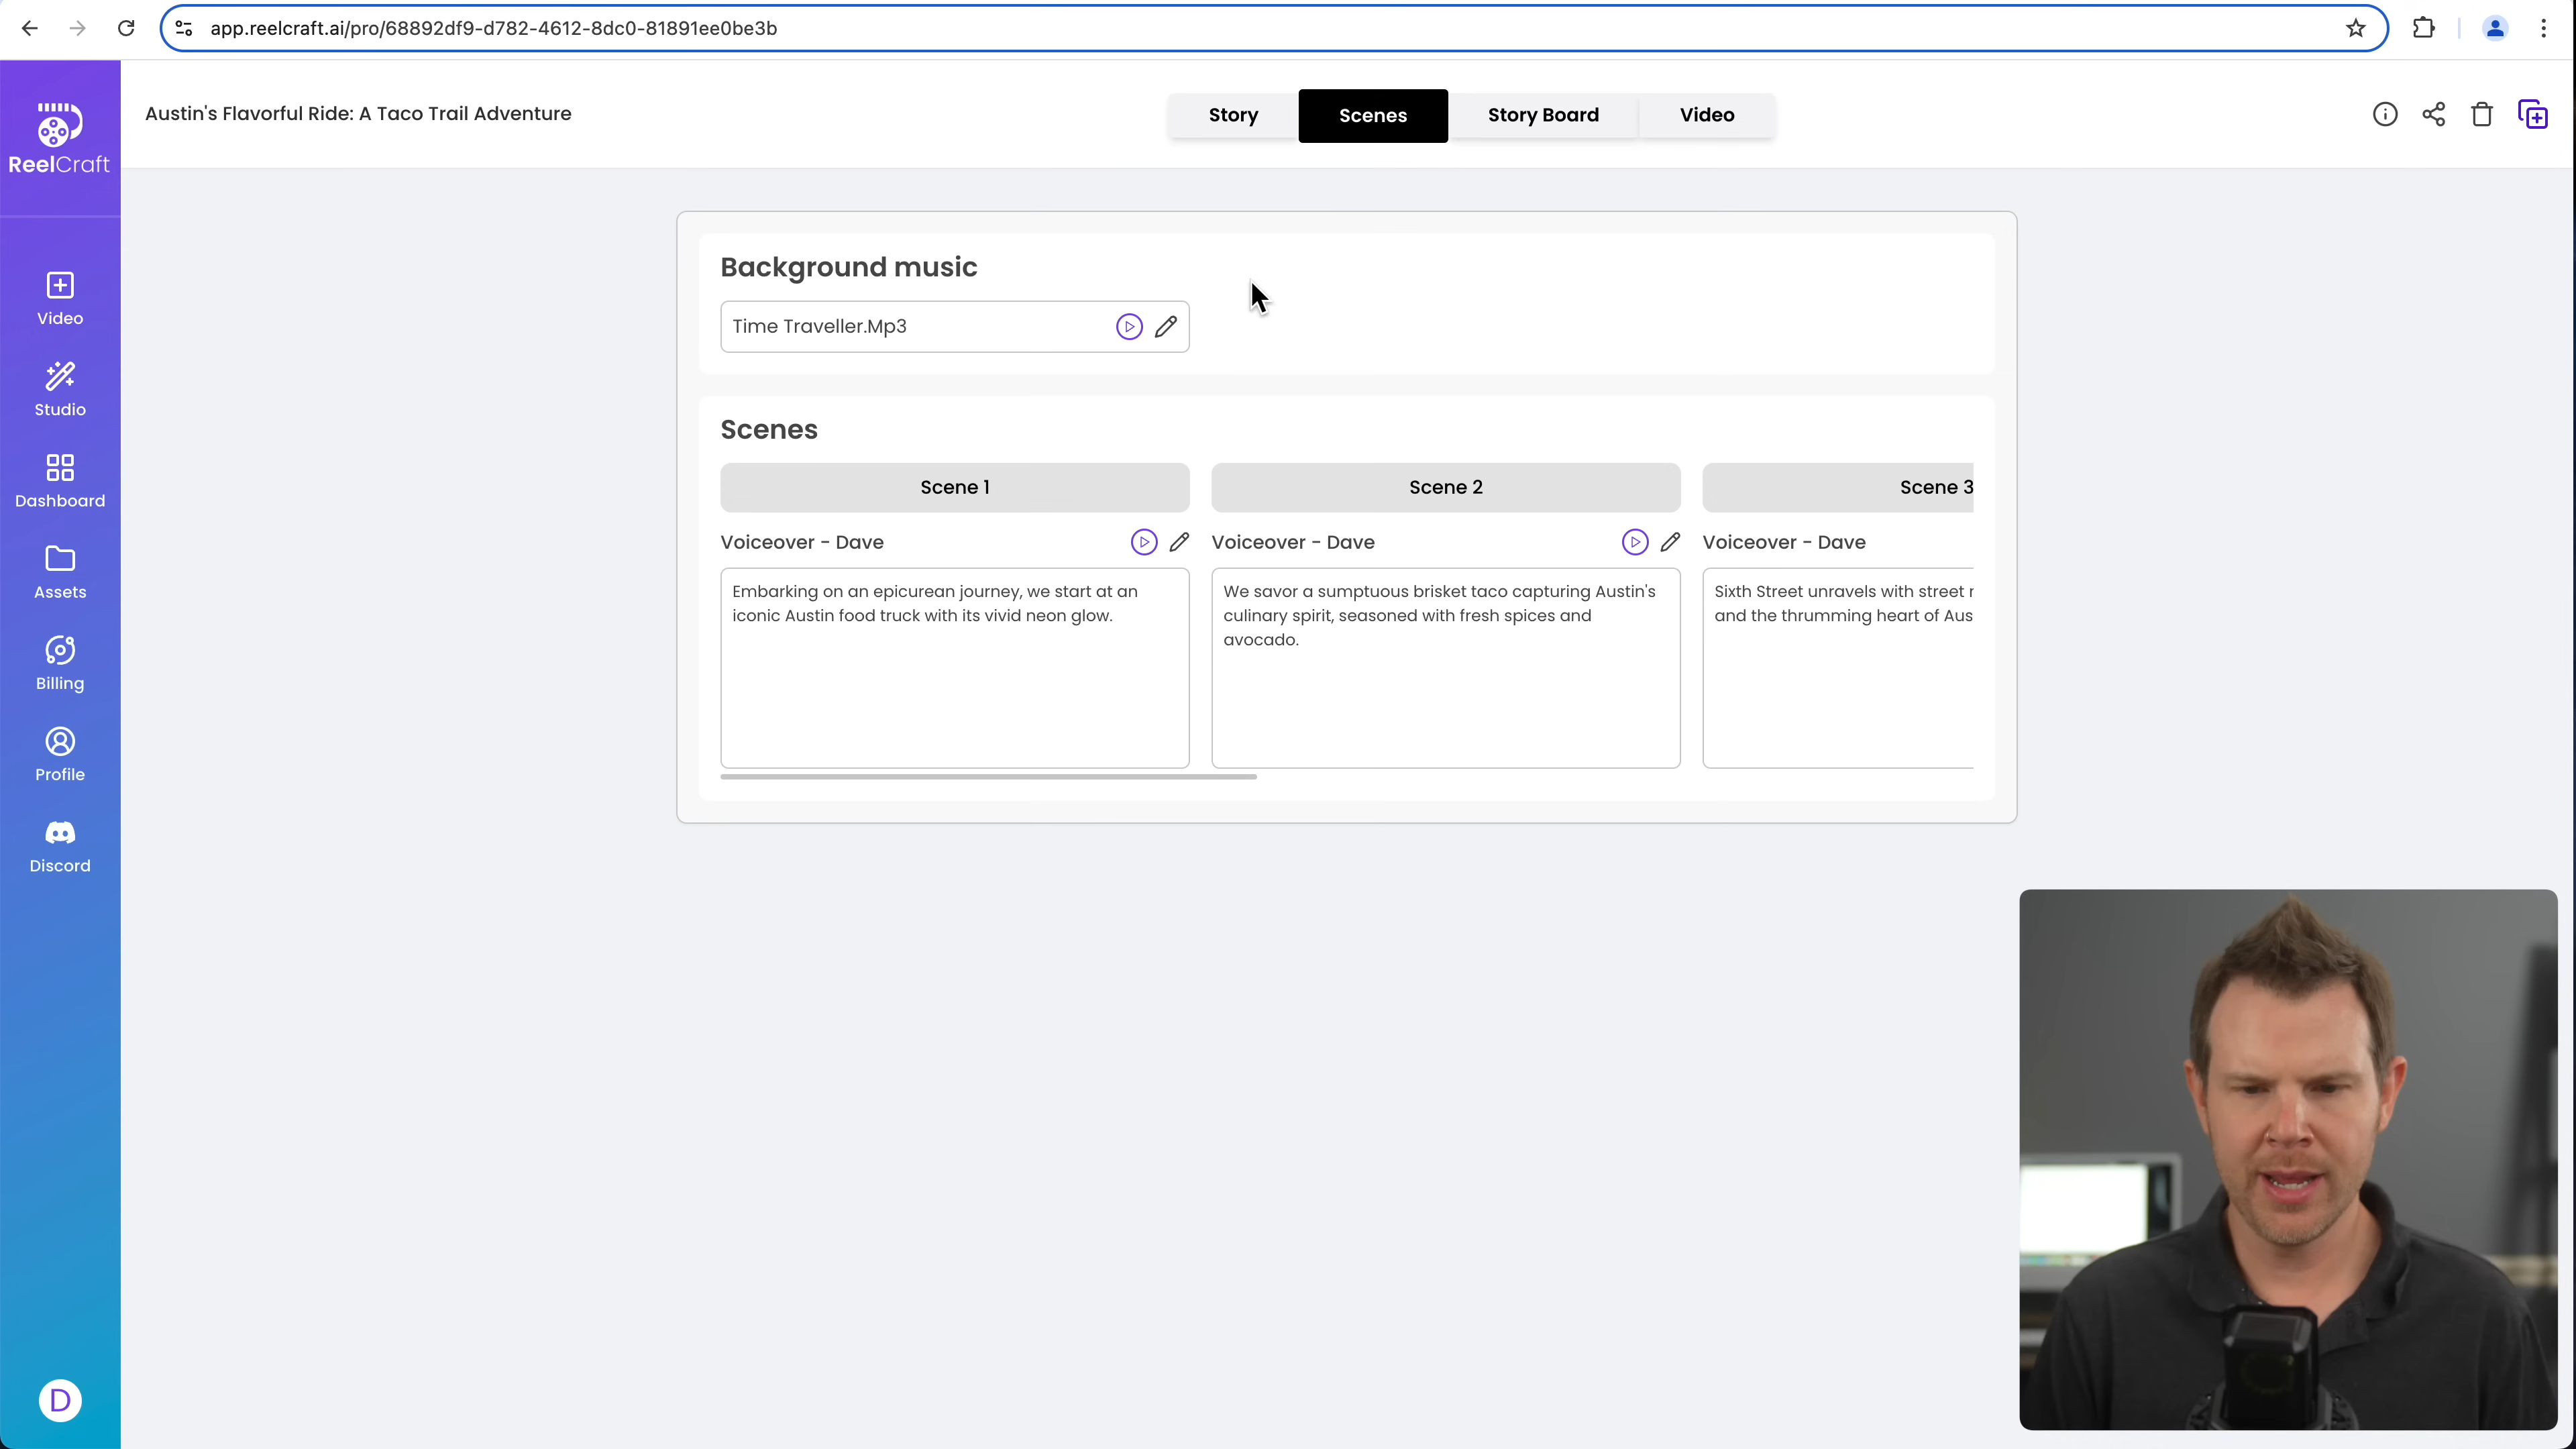 app.reelcraft.ai/pro/68892df9-d782-4612-8dc0-81891ee0be3b
ReelCraft
Austin's Flavorful Ride: A Taco Trail Adventure
Story
Scenes
Story Board
Video
Video
Studio
Dashboard
Assets
Billing
Profile
Discord
D
Background music
Time Traveller.Mp3
Scenes
Scene 1
Voiceover - Dave
Embarking on an epicurean journey, we start at an
iconic Austin food truck with its vivid neon glow.
Scene 2
Voiceover - Dave
We savor a sumptuous brisket taco capturing Austin's
culinary spirit, seasoned with fresh spices and
avocado.
Scene 3
Voiceover - Dave
Sixth Street unravels with street
and the thrumming heart of Aus